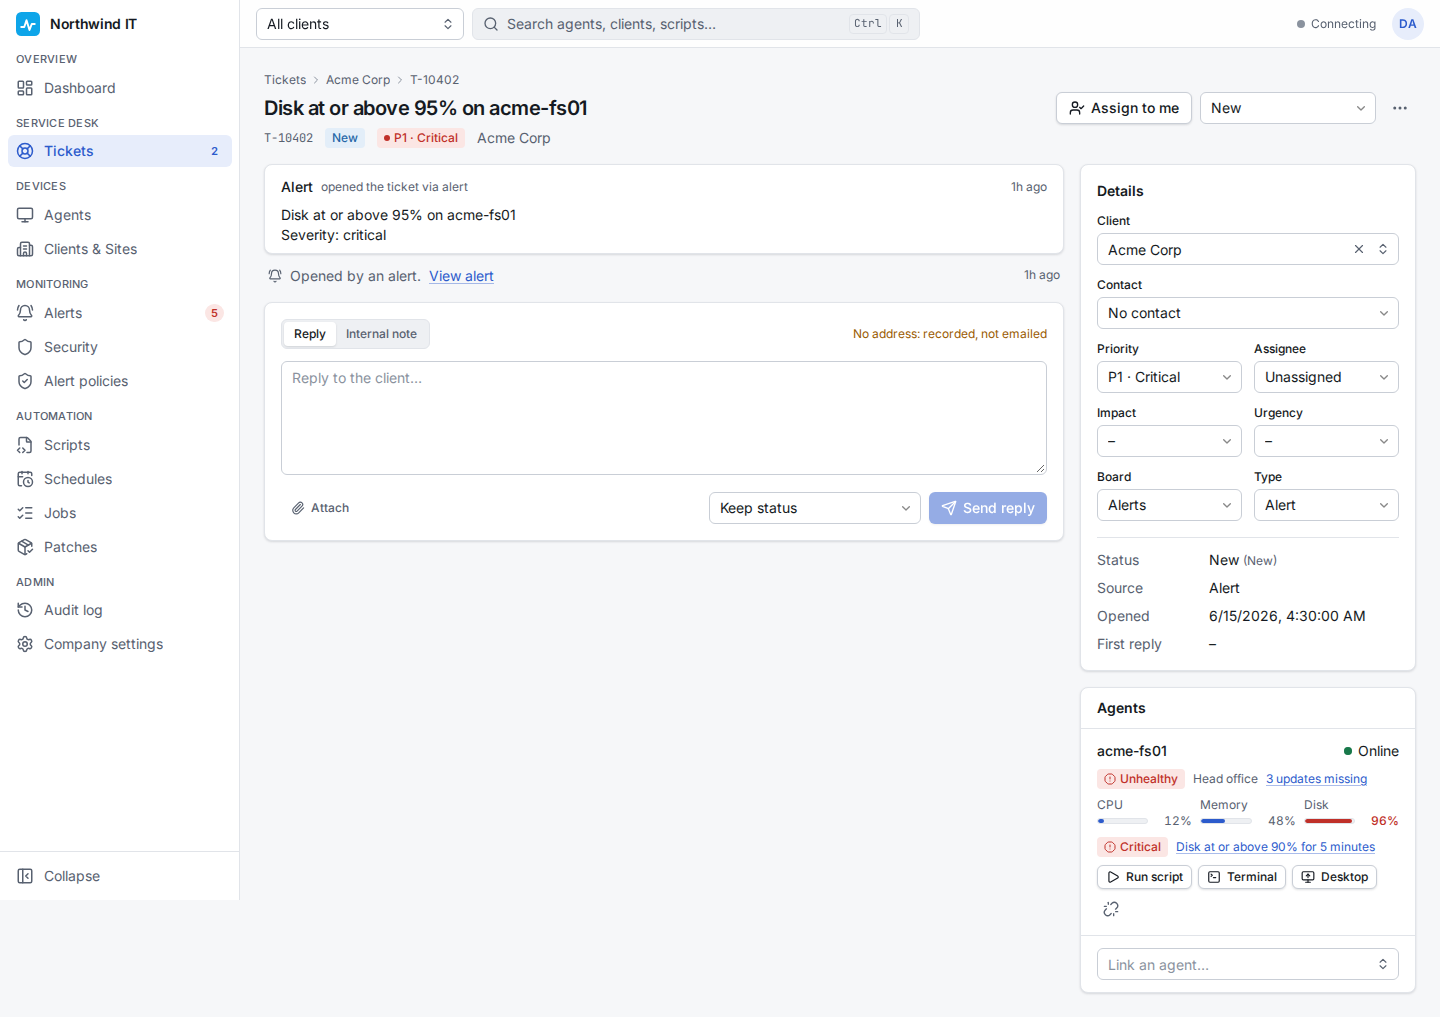 Northwind IT
All clients
Search agents, clients, scripts...
Ctrl K
Connecting
DA
OVERVIEW
Dashboard
SERVICE DESK
Tickets 2
DEVICES
Agents
Clients & Sites
MONITORING
Alerts 5
Security
Alert policies
AUTOMATION
Scripts
Schedules
Jobs
Patches
ADMIN
Audit log
Company settings
Collapse
Tickets Acme Corp T-10402
Disk at or above 95% on acme-fs01
Assign to me
New
T-10402 New P1 · Critical Acme Corp
Alert opened the ticket via alert 1h ago
Disk at or above 95% on acme-fs01
Severity: critical
Opened by an alert. View alert 1h ago
Reply Internal note
No address: recorded, not emailed
Reply to the client...
Attach
Keep status
Send reply
Details
Client
Acme Corp
Contact
No contact
Priority Assignee
P1 · Critical Unassigned
Impact Urgency
– –
Board Type
Alerts Alert
Status New (New)
Source Alert
Opened 6/15/2026, 4:30:00 AM
First reply –
Agents
acme-fs01 Online
Unhealthy Head office 3 updates missing
CPU Memory Disk
12% 48% 96%
Critical Disk at or above 90% for 5 minutes
Run script Terminal Desktop
Link an agent...